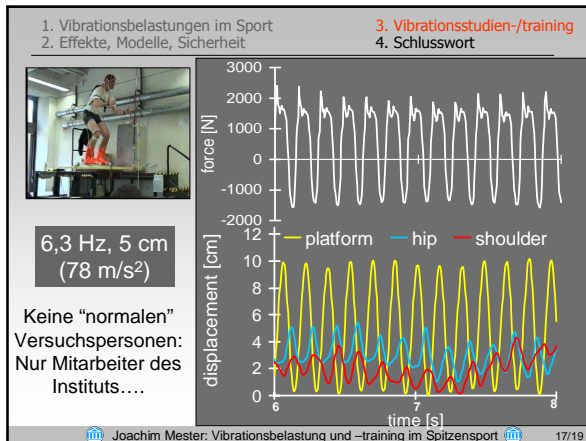 1. Vibrationsbelastungen im Sport
2. Effekte, Modelle, Sicherheit
3. Vibrationsstudien-/training
4. Schlusswort
6,3 Hz, 5 cm
(78 m/s²)
Keine “normalen”
Versuchspersonen:
Nur Mitarbeiter des
Instituts….
force [N]
3000
2000
1000
0
-1000
-2000
displacement [cm]
12
10
8
6
4
2
0
platform hip shoulder
6 7 8
time [s]
Joachim Mester: Vibrationsbelastung und –training im Spitzensport 17/19